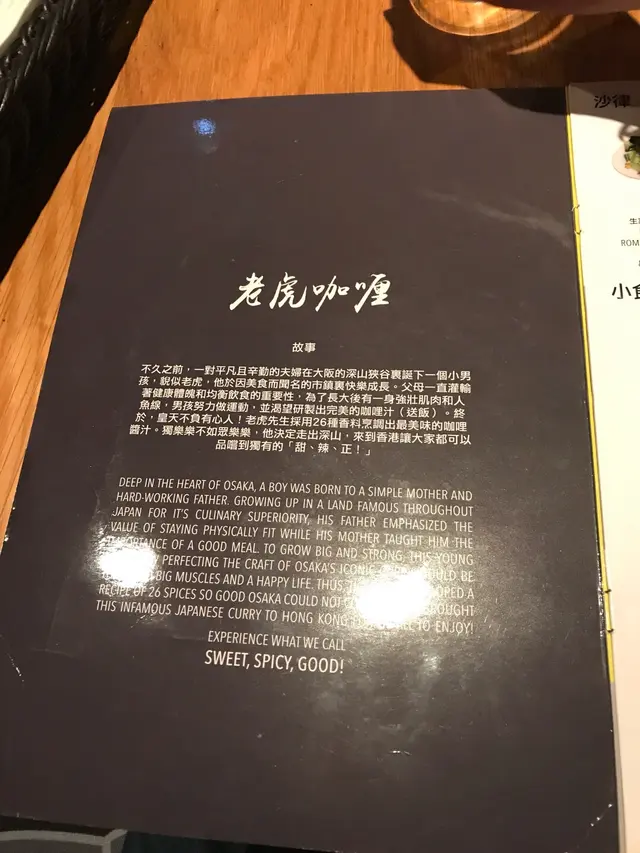 老虎咖喱
故事
不久之前，一對平凡且辛勤的夫婦在大阪的深山狹谷裏誕下一個小男
孩，貌似老虎，他於因美食而聞名的市鎮裏快樂成長。父母一直灌輸
著健康體魄和均衡飲食的重要性，為了長大後有一身強壯肌肉和人
魚線，男孩努力做運動，並渴望研製出完美的咖喱汁（送飯）。終
於，皇天不負有心人！老虎先生採用26種香料烹調出最美味的咖喱
醬汁。獨樂樂不如眾樂樂，他決定走出深山，來到香港讓大家都可以
品嚐到獨有的「甜、辣、正！」
DEEP IN THE HEART OF OSAKA, A BOY WAS BORN TO A SIMPLE MOTHER AND
HARD-WORKING FATHER. GROWING UP IN A LAND FAMOUS THROUGHOUT
JAPAN FOR IT'S CULINARY SUPERIORITY, HIS FATHER EMPHASIZED THE
VALUE OF STAYING PHYSICALLY FIT WHILE HIS MOTHER TAUGHT HIM THE
IMPORTANCE OF A GOOD MEAL. TO GROW BIG AND STRONG, THIS YOUNG
PERFECTING THE CRAFT OF OSAKA'S ICONIC
BIG MUSCLES AND A HAPPY LIFE. THUS,
RECIPE OF 26 SPICES SO GOOD OSAKA COULD NOT
THIS INFAMOUS JAPANESE CURRY TO HONG KONG TO ENJOY!
EXPERIENCE WHAT WE CALL
SWEET, SPICY, GOOD!
沙律
ROM
小食